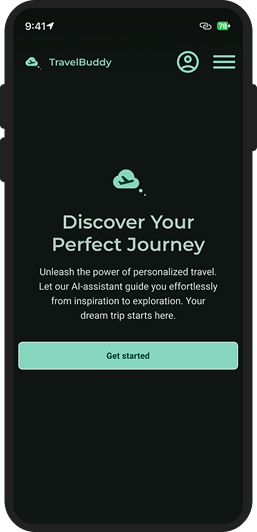 9:41
78
TravelBuddy
Discover Your
Perfect Journey
Unleash the power of personalized travel.
Let our AI-assistant guide you effortlessly
from inspiration to exploration. Your
dream trip starts here.
Get started